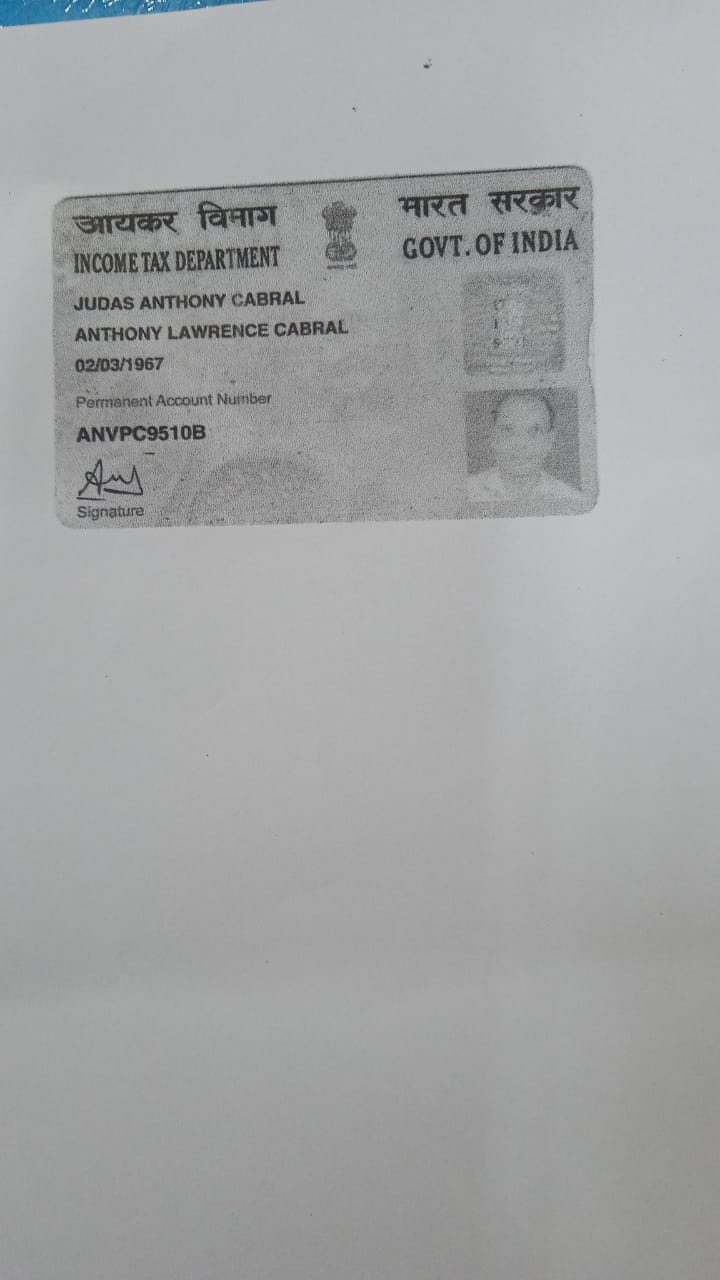 आयकर विभाग
भारत सरकार
INCOME TAX DEPARTMENT
GOVT. OF INDIA
JUDAS ANTHONY CABRAL
ANTHONY LAWRENCE CABRAL
02/03/1967
Permanent Account Number
ANVPC9510B
Signature